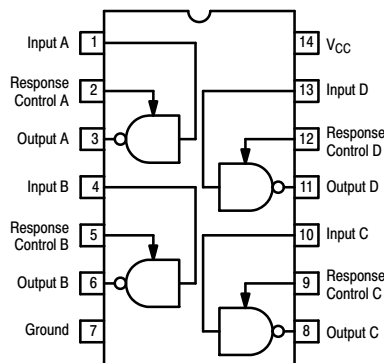 Input A
1
14
VCC
Response
Control A
2
13
Input D
Output A
3
12
Response
Control D
Input B
4
11
Output D
Response
Control B
5
10
Input C
Output B
6
9
Response
Control C
Ground
7
8
Output C